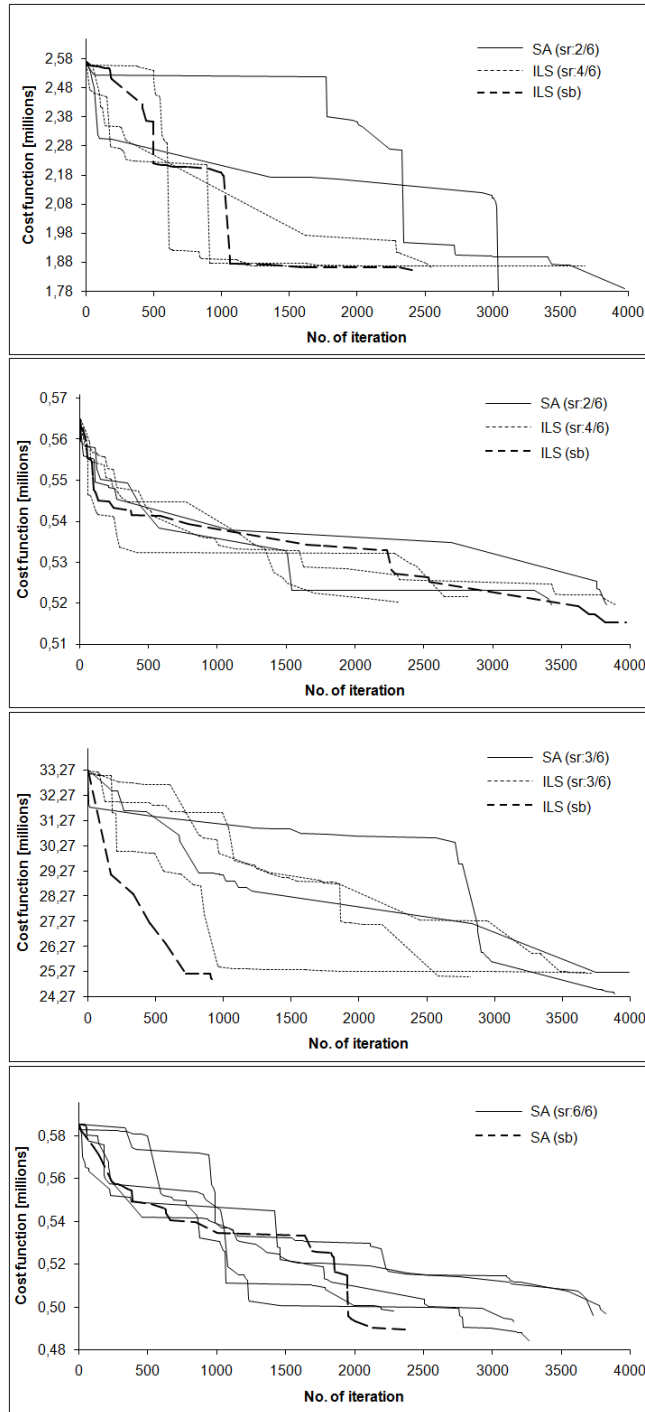 2,58
2,48
2,38
2,28
2,18
2,08
1,98
1,88
1,78
Cost function [millions]
SA (sr:2/6)
ILS (sr:4/6)
ILS (sb)
0 500 1000 1500 2000 2500 3000 3500 4000
No. of iteration
0,57
0,56
0,55
0,54
0,53
0,52
0,51
Cost function [millions]
SA (sr:2/6)
ILS (sr:4/6)
ILS (sb)
0 500 1000 1500 2000 2500 3000 3500 4000
No. of iteration
33,27
32,27
31,27
30,27
29,27
28,27
27,27
26,27
25,27
24,27
Cost function [millions]
SA (sr:3/6)
ILS (sr:3/6)
ILS (sb)
0 500 1000 1500 2000 2500 3000 3500 4000
No. of iteration
0,58
0,56
0,54
0,52
0,50
0,48
Cost function [millions]
SA (sr:6/6)
SA (sb)
0 500 1000 1500 2000 2500 3000 3500 4000
No. of iteration